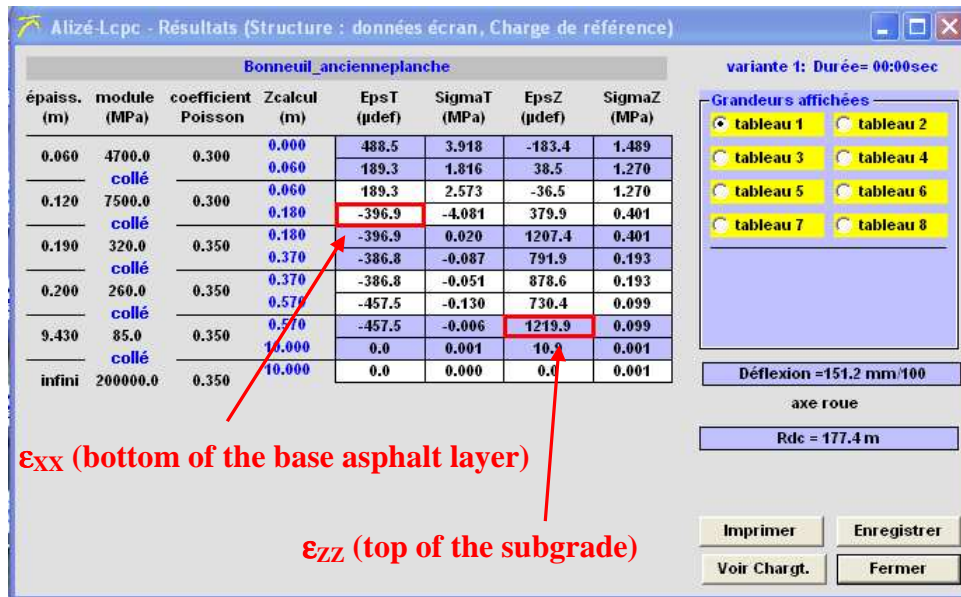 Alizé-Lcpc - Résultats (Structure : données écran, Charge de référence)
Bonneuil_ancienneplanche
variante 1: Durée= 00:00sec
épaiss. module coefficient Zcalcul EpsT SigmaT EpsZ SigmaZ
(m) (MPa) Poisson (m) (µdef) (MPa) (µdef) (MPa)
0.060 4700.0 0.300 0.000 488.5 3.918 -183.4 1.489
collé 0.060 189.3 1.816 38.5 1.270
0.120 7500.0 0.300 0.060 189.3 2.573 -36.5 1.270
collé 0.180 -396.9 -4.081 379.9 0.401
0.190 320.0 0.350 0.180 -396.9 0.020 1207.4 0.401
collé 0.370 -386.8 -0.087 791.9 0.193
0.200 260.0 0.350 0.370 -386.8 -0.051 878.6 0.193
collé 0.570 -457.5 -0.130 730.4 0.099
9.430 85.0 0.350 0.570 -457.5 -0.006 1219.9 0.099
collé 10.000 0.0 0.001 10.9 0.001
infini 200000.0 0.350 10.000 0.0 0.000 0.0 0.001
Grandeurs affichées
tableau 1 tableau 2
tableau 3 tableau 4
tableau 5 tableau 6
tableau 7 tableau 8
Déflexion =151.2 mm/100
axe roue
Rdc = 177.4 m
εXX (bottom of the base asphalt layer)
εZZ (top of the subgrade)
Imprimer Enregistrer
Voir Chargt. Fermer